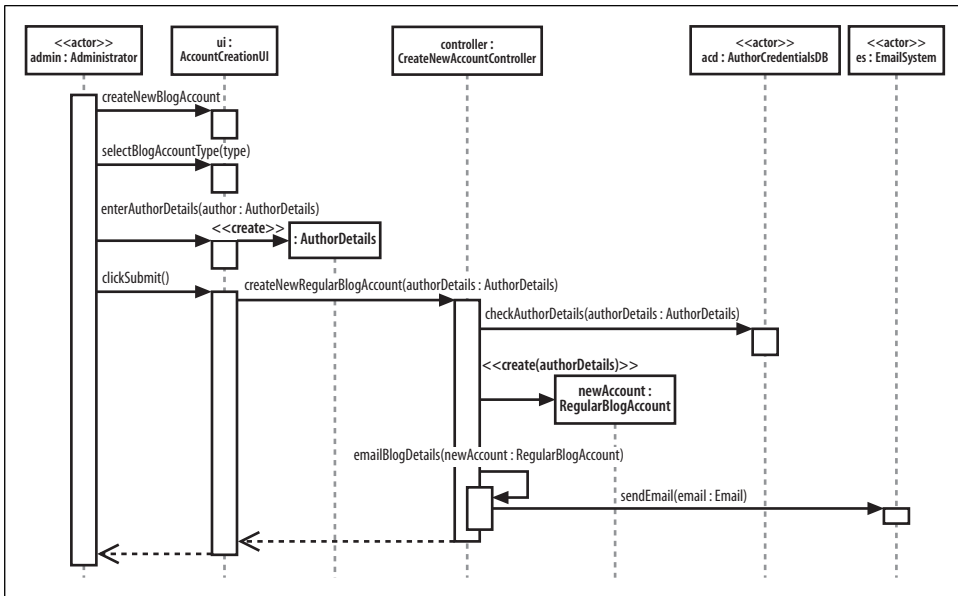 <<actor>>
admin : Administrator
ui :
AccountCreationUI
controller :
CreateNewAccountController
<<actor>>
acd : AuthorCredentialsDB
<<actor>>
es : EmailSystem
createNewBlogAccount
selectBlogAccountType(type)
enterAuthorDetails(author : AuthorDetails)
<<create>>
: AuthorDetails
clickSubmit()
createNewRegularBlogAccount(authorDetails : AuthorDetails)
checkAuthorDetails(authorDetails : AuthorDetails)
<<create(authorDetails)>>
newAccount :
RegularBlogAccount
emailBlogDetails(newAccount : RegularBlogAccount)
sendEmail(email : Email)